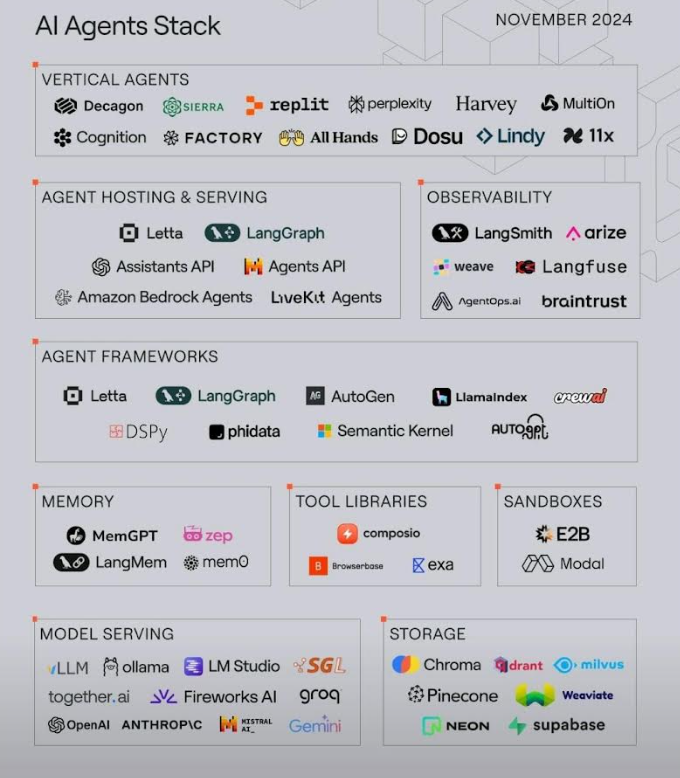 AI Agents Stack
NOVEMBER 2024
VERTICAL AGENTS
Decagon SIERRA replit perplexity Harvey MultiOn
Cognition FACTORY All Hands Dosu Lindy 11x
AGENT HOSTING & SERVING
Letta LangGraph
Assistants API Agents API
Amazon Bedrock Agents LiveKit Agents
OBSERVABILITY
LangSmith arize
weave Langfuse
AgentOps.ai braintrust
AGENT FRAMEWORKS
Letta LangGraph AG AutoGen LlamaIndex crewai
DSPy phidata Semantic Kernel AUTOgpt
MEMORY
MemGPT zep
LangMem mem0
TOOL LIBRARIES
composio
B Browserbase exa
SANDBOXES
E2B
Modal
MODEL SERVING
vLLM ollama LM Studio SGL
together.ai Fireworks AI groq
OpenAI ANTHROP\C MISTRAL AI_ Gemini
STORAGE
Chroma qdrant milvus
Pinecone Weaviate
NEON supabase